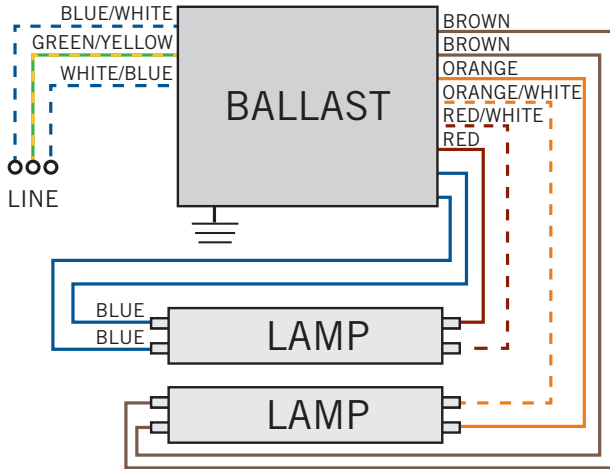 BLUE/WHITE
GREEN/YELLOW
WHITE/BLUE
LINE
BALLAST
BROWN
BROWN
ORANGE
ORANGE/WHITE
RED/WHITE
RED
BLUE
BLUE
LAMP
LAMP